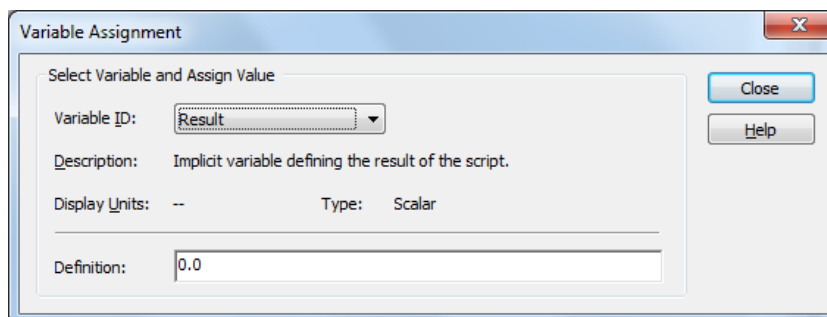 Variable Assignment
Select Variable and Assign Value
Variable ID: Result
Description: Implicit variable defining the result of the script.
Display Units: -- Type: Scalar
Definition: 0.0
Close
Help